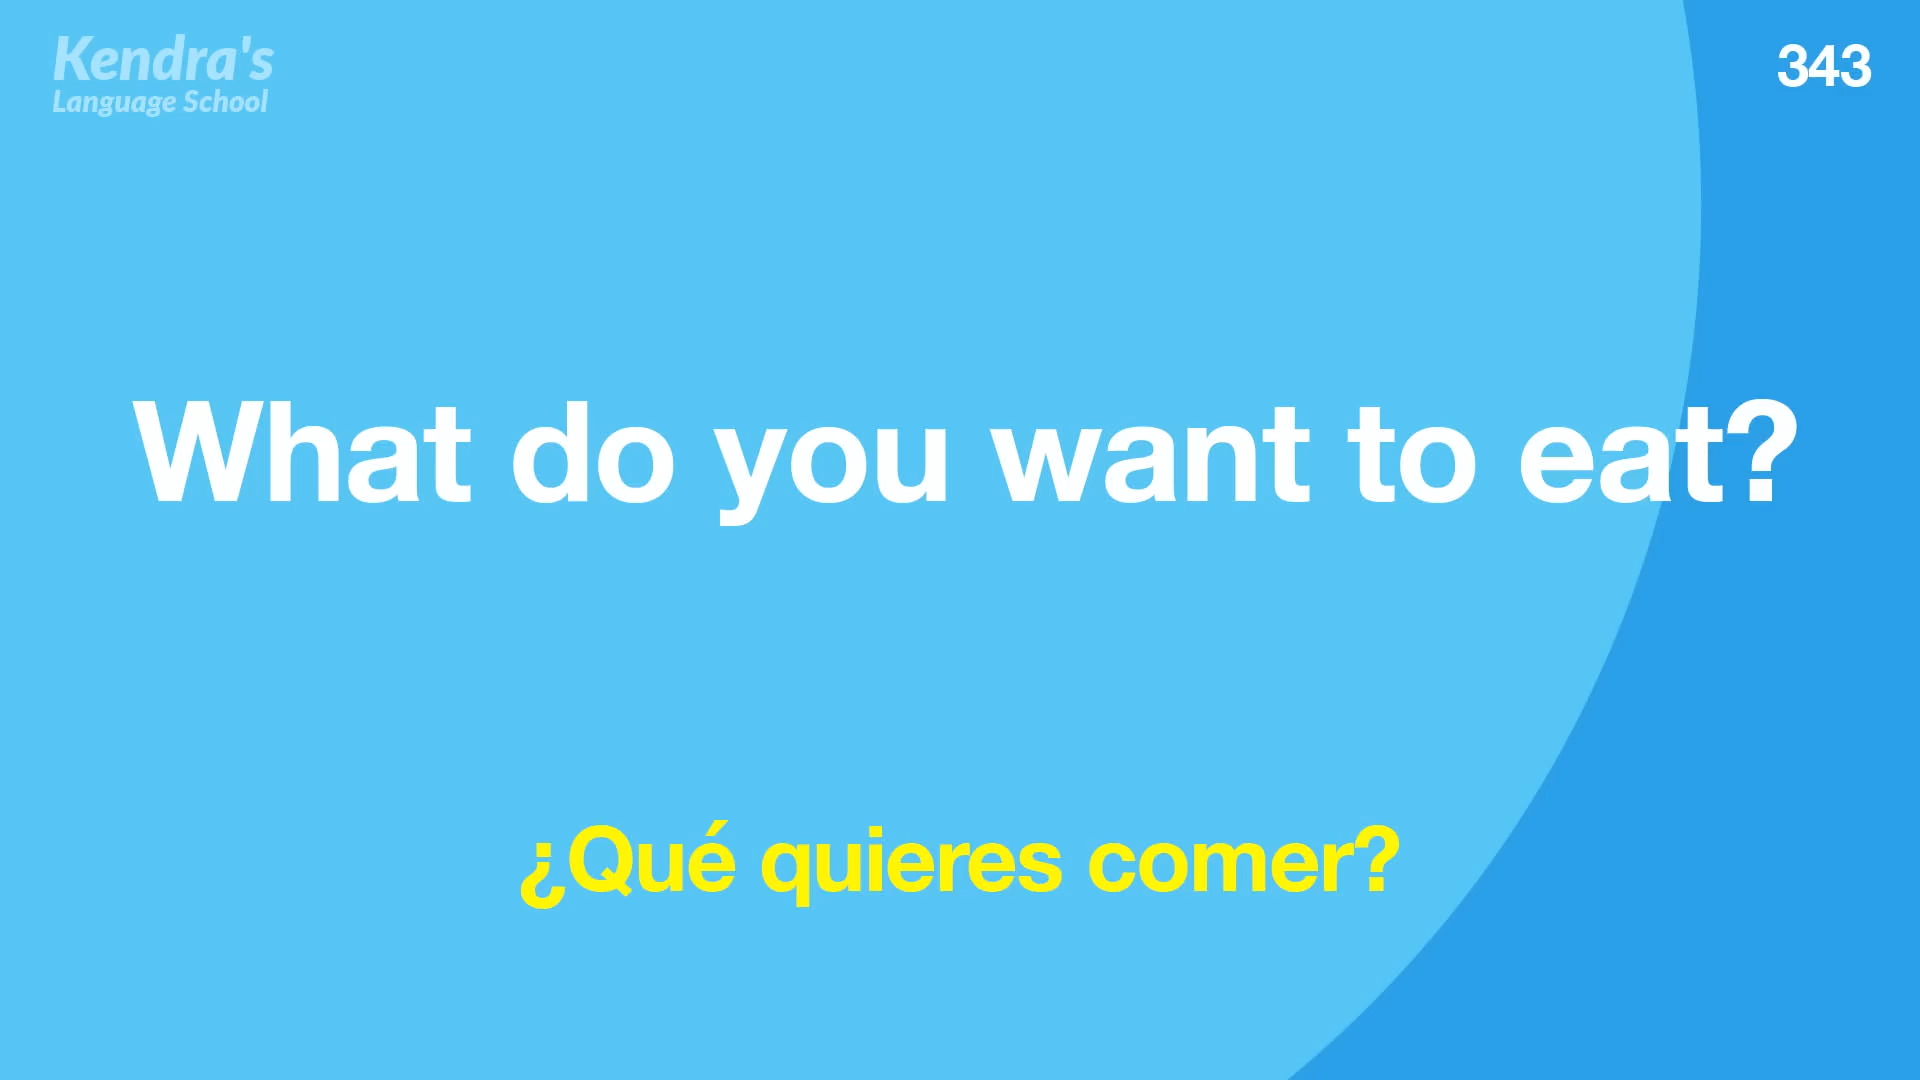 Kendra's
Language School
343
What do you want to eat?
¿Qué quieres comer?